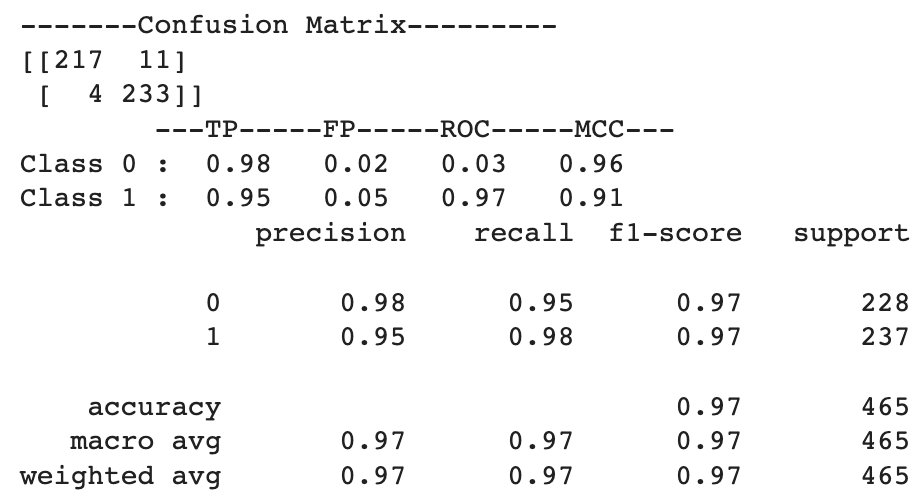 -------Confusion Matrix---------
[[217  11]
 [  4 233]]
        ---TP-----FP-----ROC-----MCC---
Class 0 :  0.98   0.02   0.03   0.96
Class 1 :  0.95   0.05   0.97   0.91
              precision    recall  f1-score   support

           0       0.98      0.95      0.97       228
           1       0.95      0.98      0.97       237

    accuracy                           0.97       465
   macro avg       0.97      0.97      0.97       465
weighted avg       0.97      0.97      0.97       465